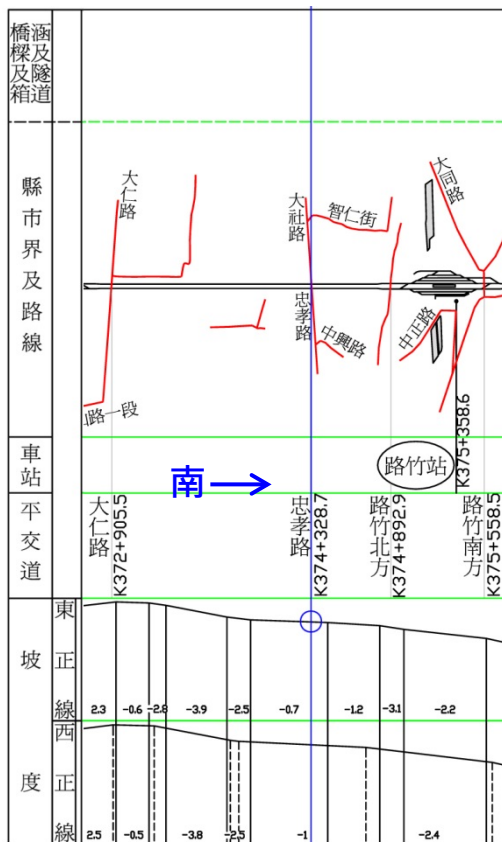 橋樑及箱涵及隧道
縣市界及路線
大仁路
大社路
智仁街
大同路
忠孝路
中興路
中正路
路一段
車站
南
路竹站
K375+358.6
平交道
大仁路
K372+905.5
忠孝路
K374+328.7
路竹北方
K374+892.9
路竹南方
K375+558.5
坡度
東正線
2.3 -0.6 -2.8 -3.9 -2.5 -0.7 -1.2 -3.1 -2.2
西正線
2.5 -0.5 -3.8 -2.5 -1 -2.4